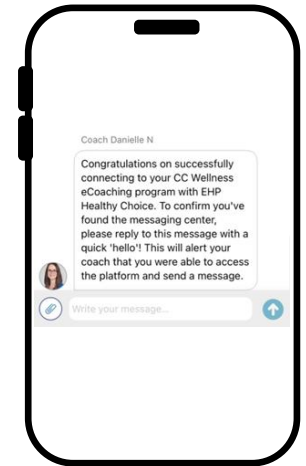 Coach Danielle N
Congratulations on successfully
connecting to your CC Wellness
eCoaching program with EHP
Healthy Choice. To confirm you've
found the messaging center,
please reply to this message with a
quick 'hello'! This will alert your
coach that you were able to access
the platform and send a message.
Write your message...